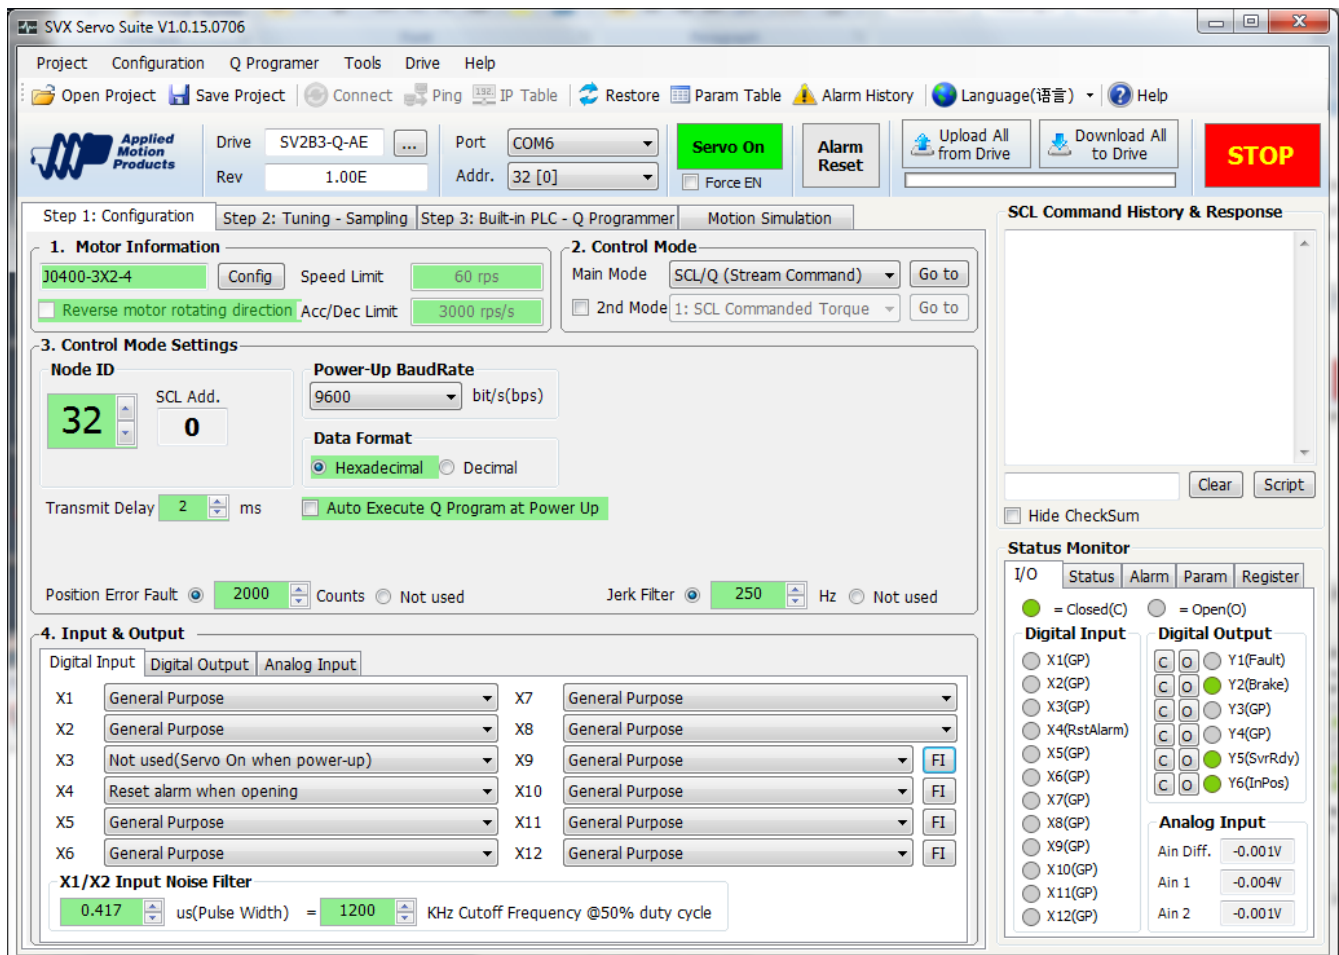 SVX Servo Suite V1.0.15.0706
Project Configuration Q Programer Tools Drive Help
Open Project Save Project Connect Ping IP Table Restore Param Table Alarm History Language(语言) Help
Applied Motion Products
Drive SV2B3-Q-AE ... Port COM6 Servo On Alarm Reset Upload All from Drive Download All to Drive STOP
Rev 1.00E Addr. 32 [0] Force EN
Step 1: Configuration Step 2: Tuning - Sampling Step 3: Built-in PLC - Q Programmer Motion Simulation
1. Motor Information
J0400-3X2-4 Config Speed Limit 60 rps
Reverse motor rotating direction Acc/Dec Limit 3000 rps/s
2. Control Mode
Main Mode SCL/Q (Stream Command) Go to
2nd Mode 1: SCL Commanded Torque Go to
3. Control Mode Settings
Node ID
32
SCL Add.
0
Power-Up BaudRate
9600 bit/s(bps)
Data Format
Hexadecimal Decimal
Transmit Delay 2 ms Auto Execute Q Program at Power Up
Position Error Fault 2000 Counts Not used Jerk Filter 250 Hz Not used
4. Input & Output
Digital Input Digital Output Analog Input
X1 General Purpose X7 General Purpose
X2 General Purpose X8 General Purpose
X3 Not used(Servo On when power-up) X9 General Purpose FI
X4 Reset alarm when opening X10 General Purpose FI
X5 General Purpose X11 General Purpose FI
X6 General Purpose X12 General Purpose FI
X1/X2 Input Noise Filter
0.417 us(Pulse Width) = 1200 KHz Cutoff Frequency @50% duty cycle
SCL Command History & Response
Clear Script
Hide CheckSum
Status Monitor
I/O Status Alarm Param Register
= Closed(C) = Open(O)
Digital Input
X1(GP)
X2(GP)
X3(GP)
X4(RstAlarm)
X5(GP)
X6(GP)
X7(GP)
X8(GP)
X9(GP)
X10(GP)
X11(GP)
X12(GP)
Digital Output
C O Y1(Fault)
C O Y2(Brake)
C O Y3(GP)
C O Y4(GP)
C O Y5(SvrRdy)
C O Y6(InPos)
Analog Input
Ain Diff. -0.001V
Ain 1 -0.004V
Ain 2 -0.001V